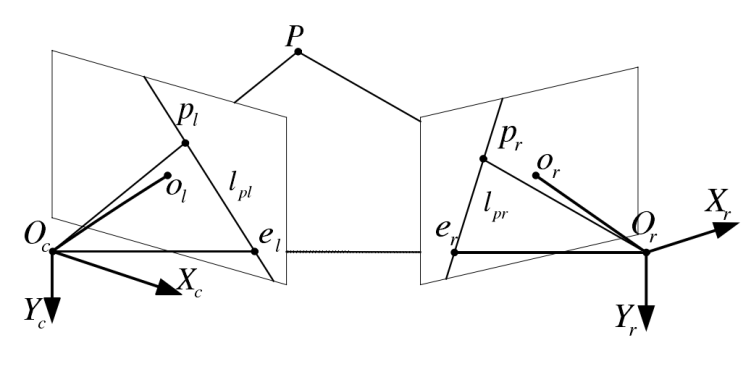 P
p_l
p_r
o_l
o_r
l_pl
l_pr
X_r
O_c
e_l
e_r
O_r
X_c
Y_c
Y_r